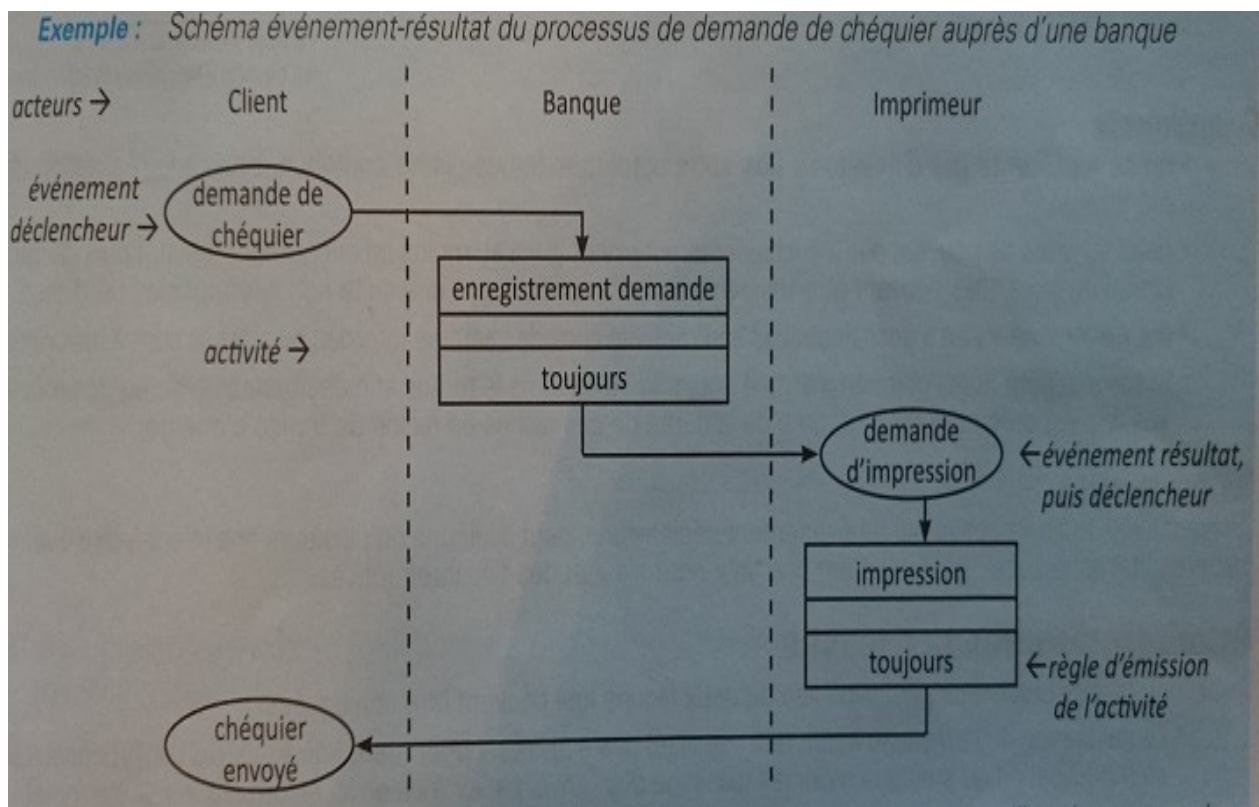 Exemple : Schéma événement-résultat du processus de demande de chéquier auprès d'une banque
acteurs → Client Banque Imprimeur
événement
déclencheur →
demande de
chéquier
enregistrement demande
activité →
toujours
demande
d'impression
←événement résultat,
puis déclencheur
impression
toujours
←règle d'émission
de l'activité
chéquier
envoyé